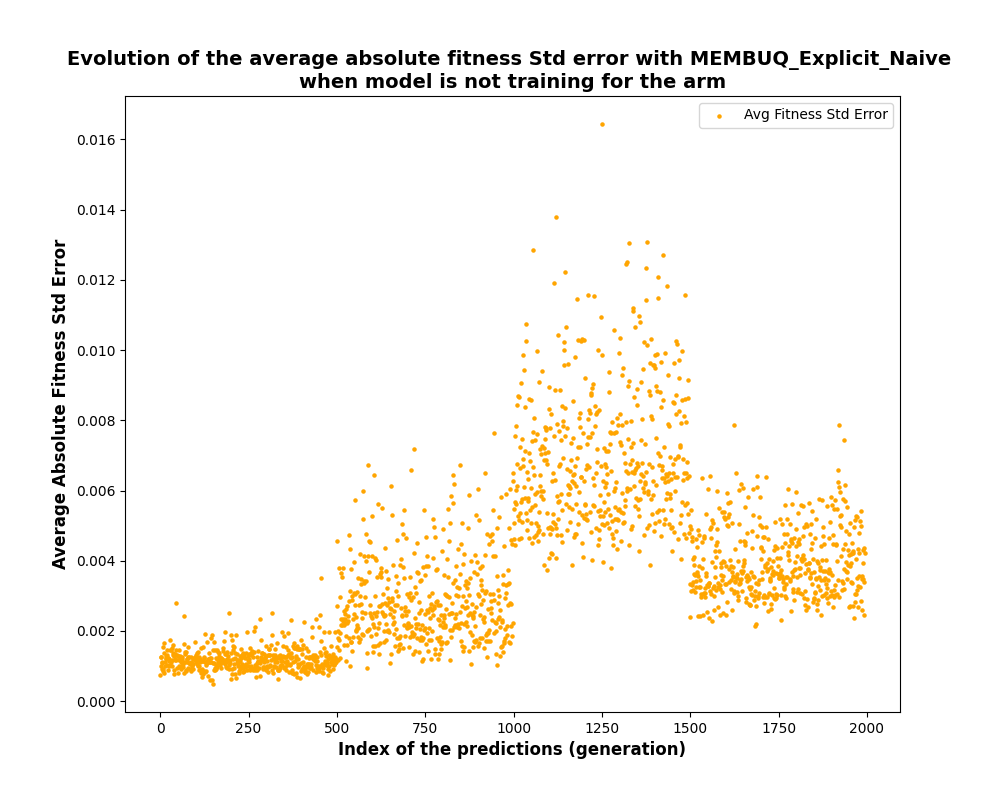 Evolution of the average absolute fitness Std error with MEMBUQ_Explicit_Naive
when model is not training for the arm
Avg Fitness Std Error
Average Absolute Fitness Std Error
0.016
0.014
0.012
0.010
0.008
0.006
0.004
0.002
0.000
0 250 500 750 1000 1250 1500 1750 2000
Index of the predictions (generation)